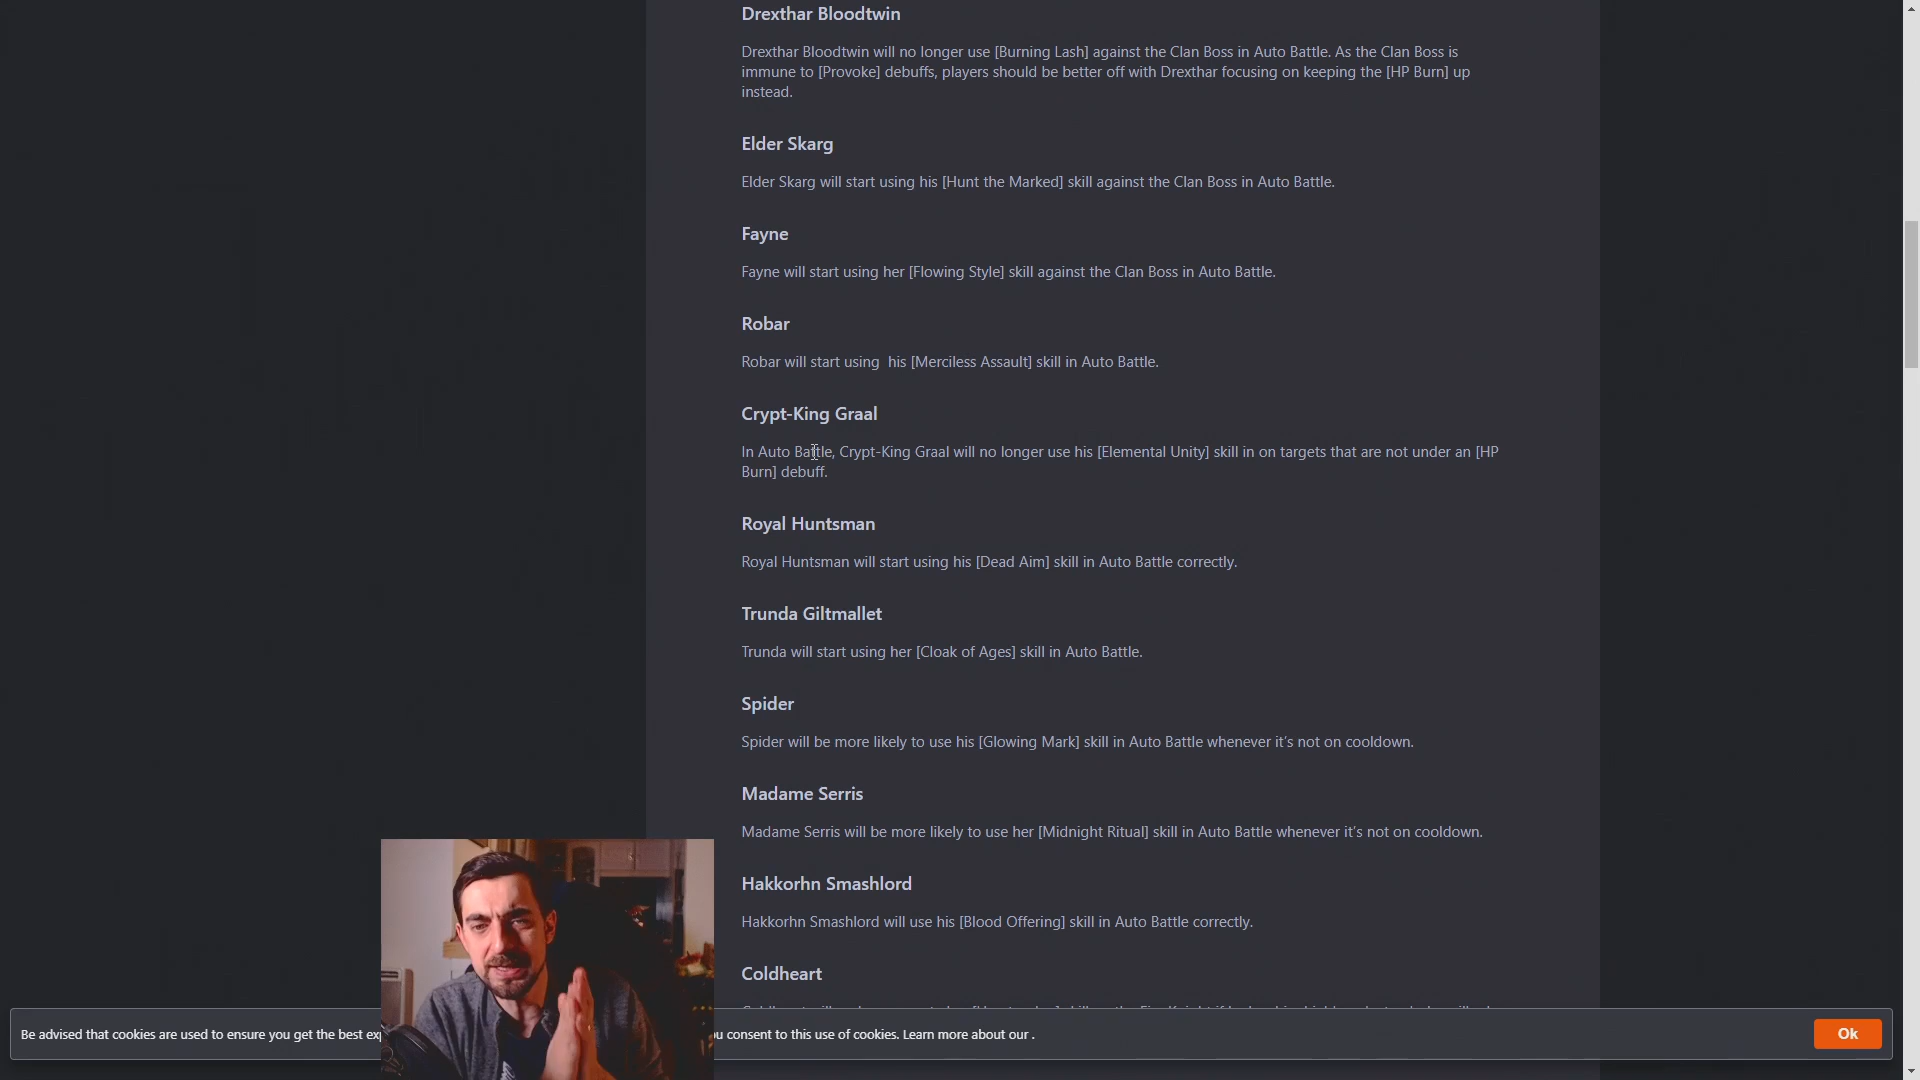 Drexthar Bloodtwin
Drexthar Bloodtwin will no longer use [Burning Lash] against the Clan Boss in Auto Battle. As the Clan Boss is
immune to [Provoke] debuffs, players should be better off with Drexthar focusing on keeping the [HP Burn] up
instead.
Elder Skarg
Elder Skarg will start using his [Hunt the Marked] skill against the Clan Boss in Auto Battle.
Fayne
Fayne will start using her [Flowing Style] skill against the Clan Boss in Auto Battle.
Robar
Robar will start using  his [Merciless Assault] skill in Auto Battle.
Crypt-King Graal
In Auto Battle, Crypt-King Graal will no longer use his [Elemental Unity] skill in on targets that are not under an [HP
Burn] debuff.
Royal Huntsman
Royal Huntsman will start using his [Dead Aim] skill in Auto Battle correctly.
Trunda Giltmallet
Trunda will start using her [Cloak of Ages] skill in Auto Battle.
Spider
Spider will be more likely to use his [Glowing Mark] skill in Auto Battle whenever it's not on cooldown.
Madame Serris
Madame Serris will be more likely to use her [Midnight Ritual] skill in Auto Battle whenever it's not on cooldown.
Hakkorhn Smashlord
Hakkorhn Smashlord will use his [Blood Offering] skill in Auto Battle correctly.
Coldheart
Be advised that cookies are used to ensure you get the best consent to this use of cookies. Learn more about our .
Ok